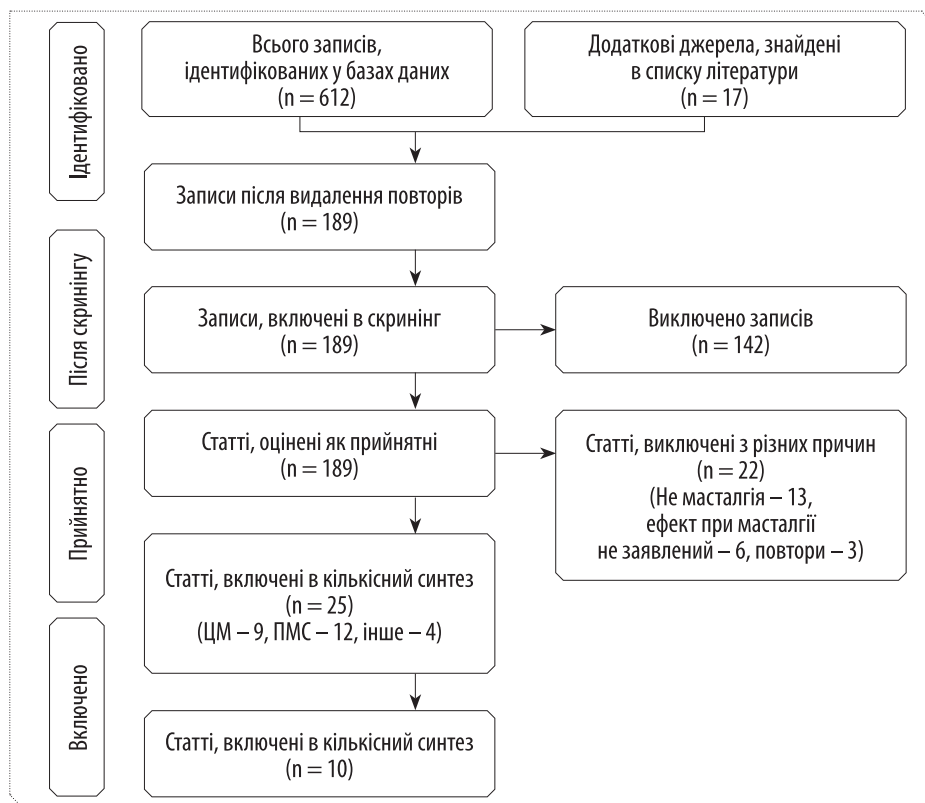 Ідентифіковано
Всього записів,
ідентифікованих у базах даних
(n = 612)
Додаткові джерела, знайдені
в списку літератури
(n = 17)
Записи після видалення повторів
(n = 189)
Після скринінгу
Записи, включені в скринінг
(n = 189)
Виключено записів
(n = 142)
Прийнятно
Статті, оцінені як прийнятні
(n = 189)
Статті, виключені з різних причин
(n = 22)
(Не масталгія – 13,
ефект при масталгії
не заявлений – 6, повтори – 3)
Статті, включені в кількісний синтез
(n = 25)
(ЦМ – 9, ПМС – 12, інше – 4)
Включено
Статті, включені в кількісний синтез
(n = 10)